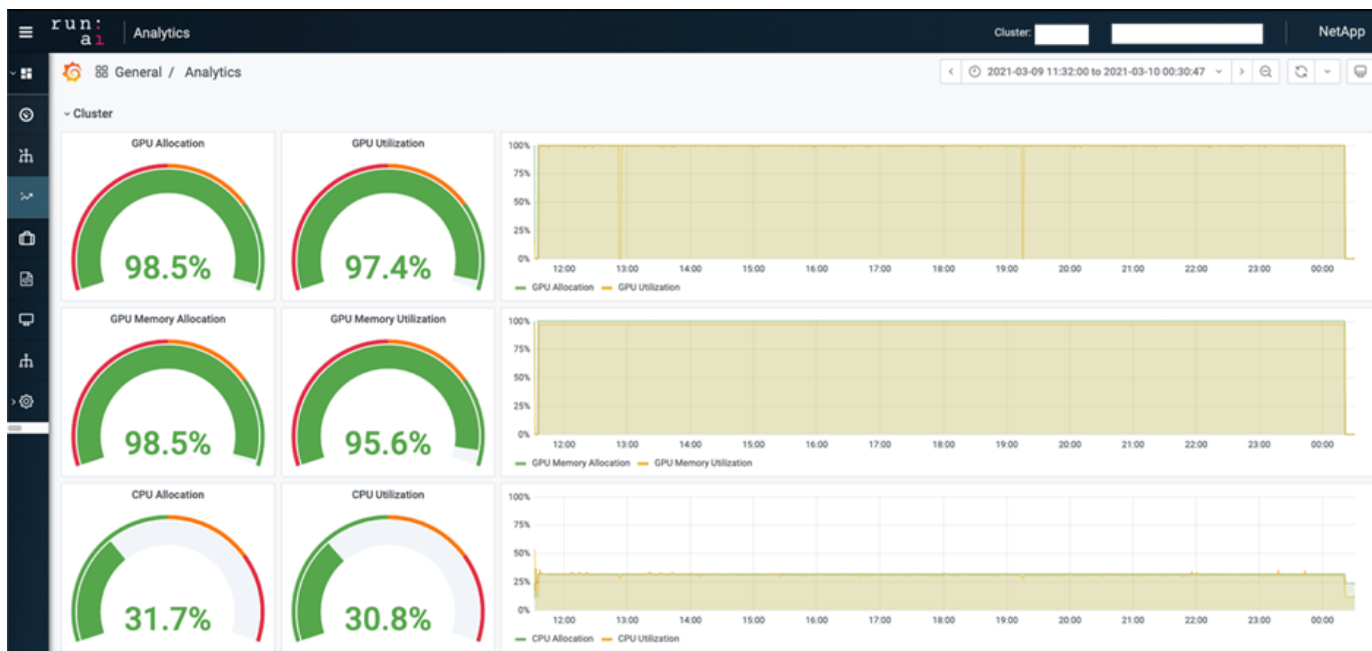 run:
ai
Analytics
Cluster:
NetApp
General / Analytics
2021-03-09 11:32:00 to 2021-03-10 00:30:47
Cluster
GPU Allocation
98.5%
GPU Utilization
97.4%
100%
75%
50%
25%
0%
12:00 13:00 14:00 15:00 16:00 17:00 18:00 19:00 20:00 21:00 22:00 23:00 00:00
GPU Allocation GPU Utilization
GPU Memory Allocation
98.5%
GPU Memory Utilization
95.6%
100%
75%
50%
25%
0%
12:00 13:00 14:00 15:00 16:00 17:00 18:00 19:00 20:00 21:00 22:00 23:00 00:00
GPU Memory Allocation GPU Memory Utilization
CPU Allocation
31.7%
CPU Utilization
30.8%
100%
75%
50%
25%
0%
12:00 13:00 14:00 15:00 16:00 17:00 18:00 19:00 20:00 21:00 22:00 23:00 00:00
CPU Allocation CPU Utilization